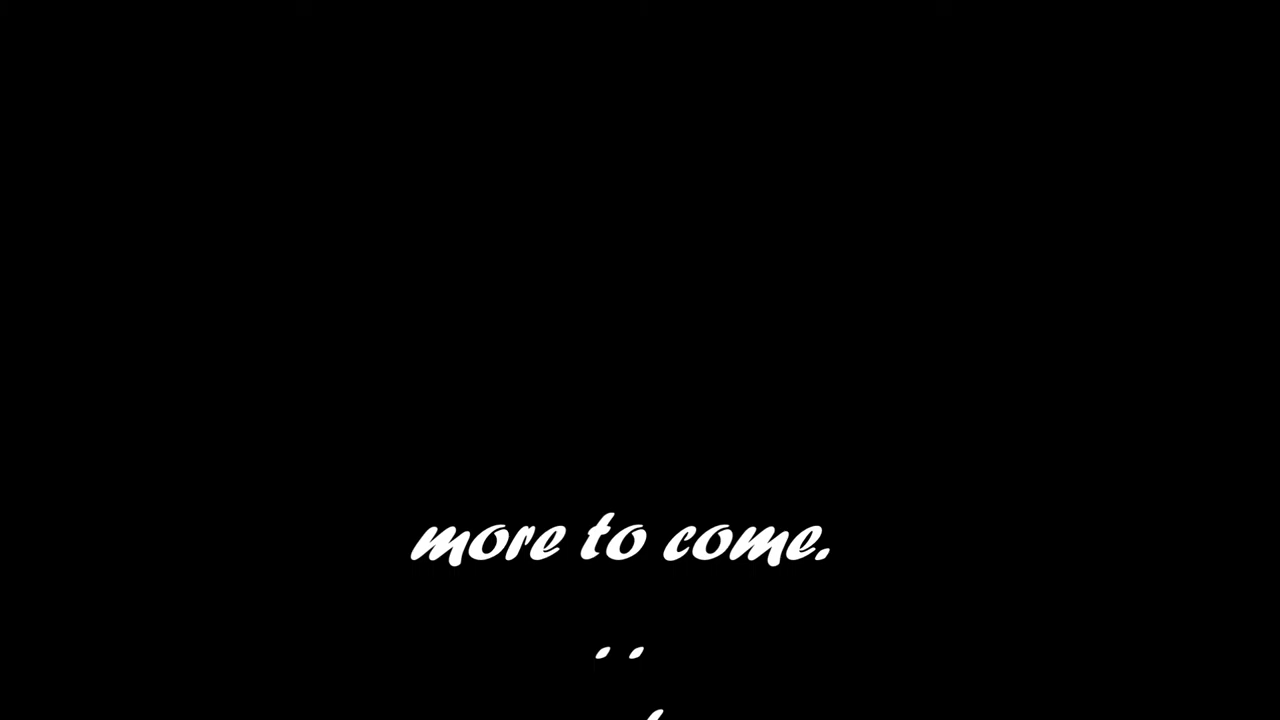 more to come.
. .